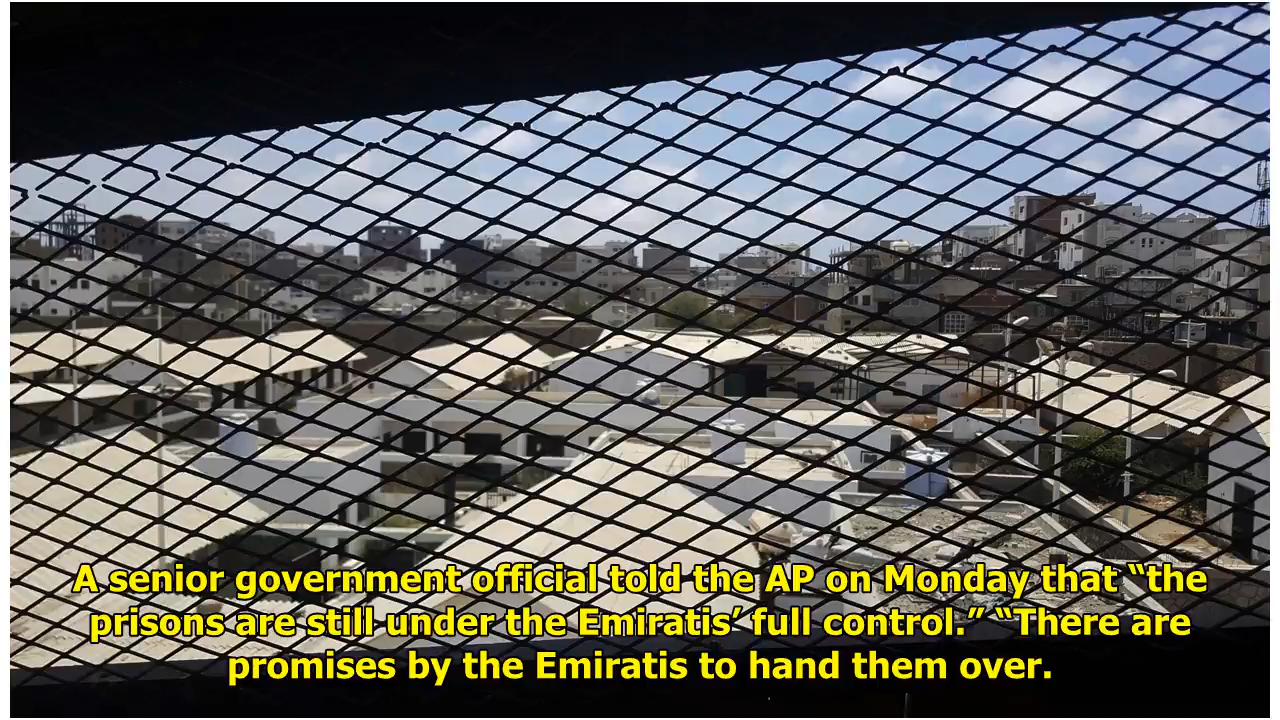 A senior government official told the AP on Monday that “the
prisons are still under the Emiratis’ full control.” “There are
promises by the Emiratis to hand them over.